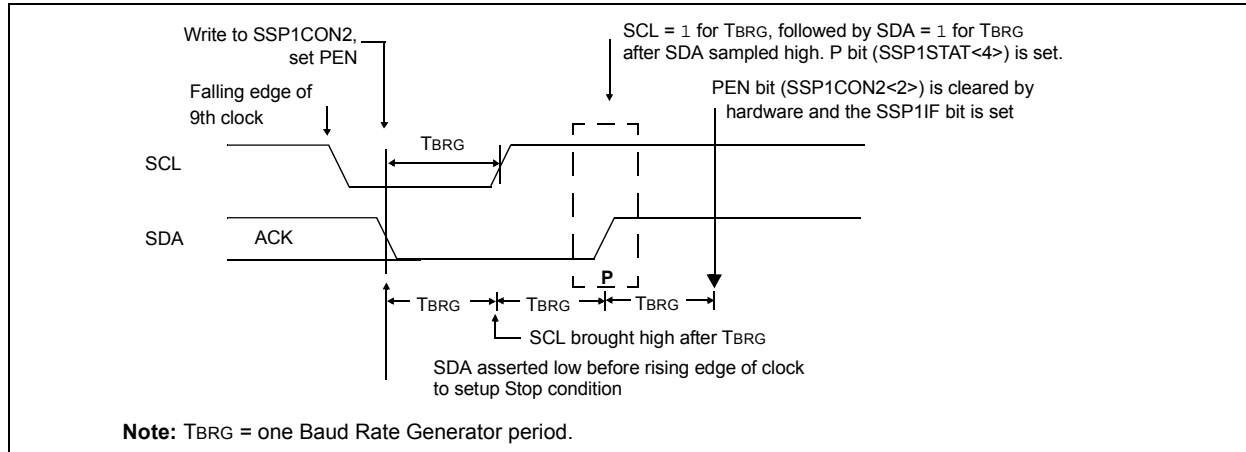 Write to SSP1CON2,
set PEN
SCL = 1 for TBRG, followed by SDA = 1 for TBRG
after SDA sampled high. P bit (SSP1STAT<4>) is set.
Falling edge of
9th clock
PEN bit (SSP1CON2<2>) is cleared by
hardware and the SSP1IF bit is set
TBRG
SCL
SDA
ACK
P
TBRG
TBRG
TBRG
SCL brought high after TBRG
SDA asserted low before rising edge of clock
to setup Stop condition
Note: TBRG = one Baud Rate Generator period.